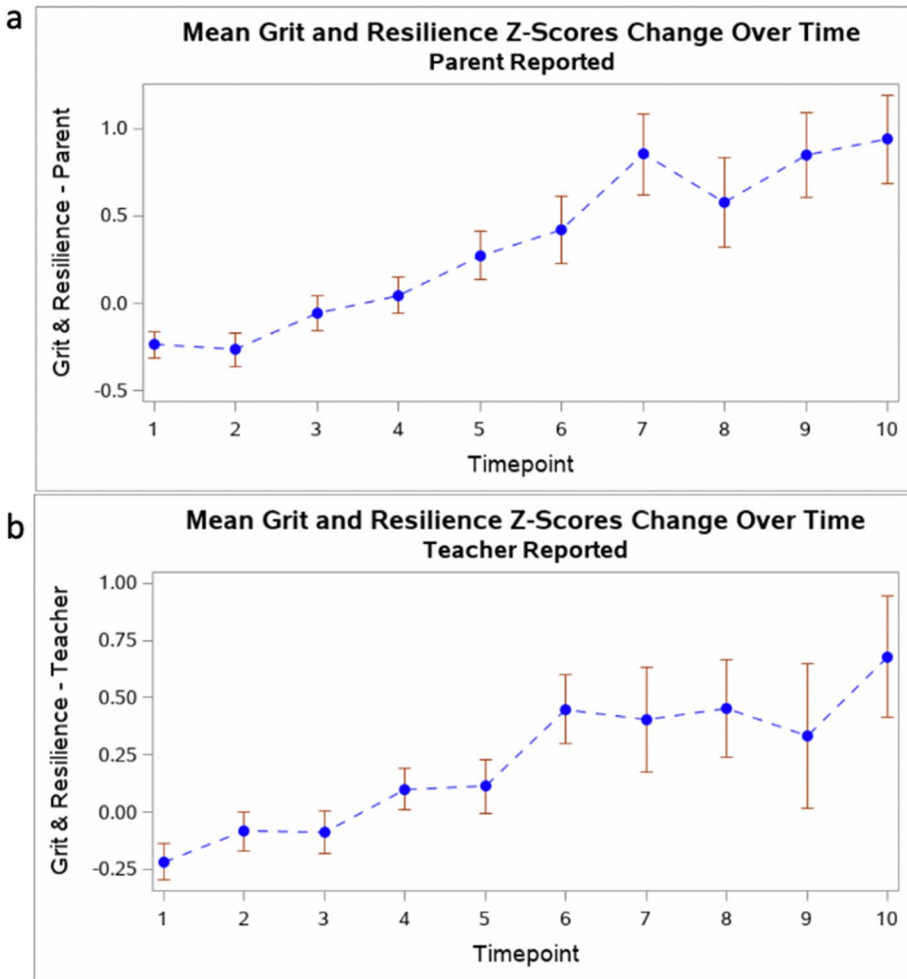 a
Mean Grit and Resilience Z-Scores Change Over Time
Parent Reported
Grit & Resilience - Parent
1.0
0.5
0.0
-0.5
1 2 3 4 5 6 7 8 9 10
Timepoint
b
Mean Grit and Resilience Z-Scores Change Over Time
Teacher Reported
Grit & Resilience - Teacher
1.00
0.75
0.50
0.25
0.00
-0.25
1 2 3 4 5 6 7 8 9 10
Timepoint